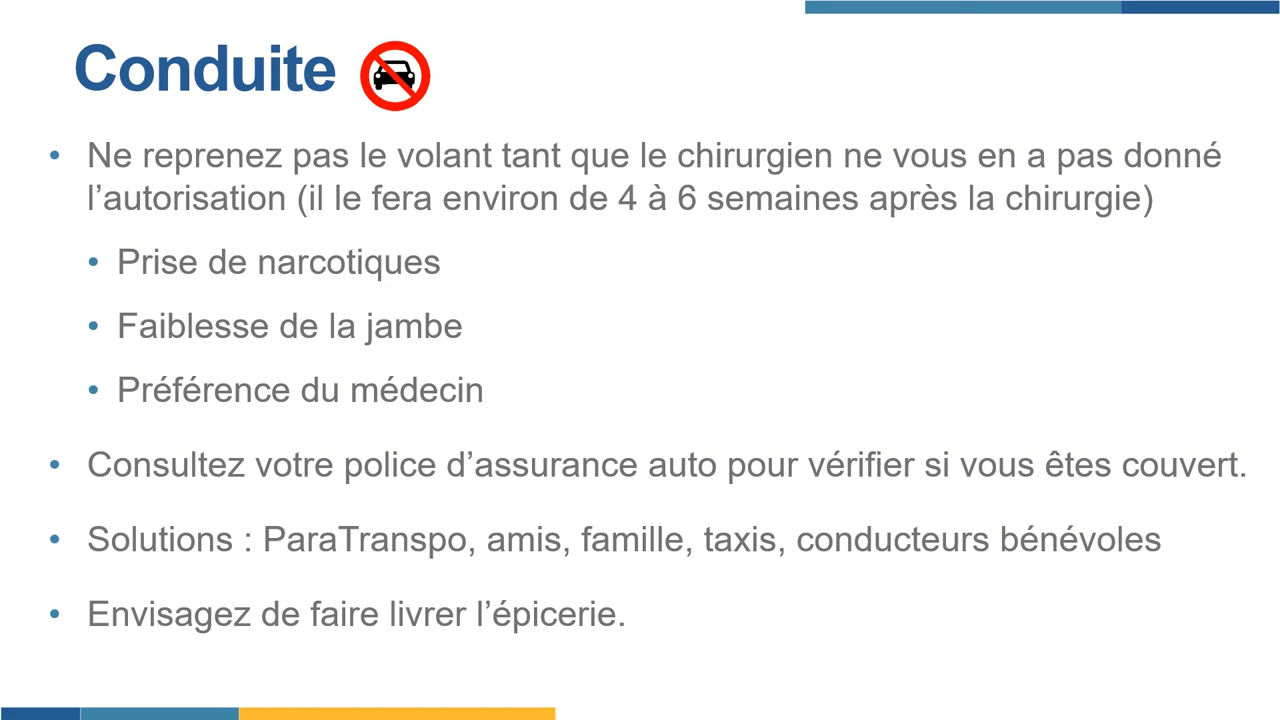 Conduite
• Ne reprenez pas le volant tant que le chirurgien ne vous en a pas donné
l’autorisation (il le fera environ de 4 à 6 semaines après la chirurgie)
• Prise de narcotiques
• Faiblesse de la jambe
• Préférence du médecin
• Consultez votre police d’assurance auto pour vérifier si vous êtes couvert.
• Solutions : ParaTranspo, amis, famille, taxis, conducteurs bénévoles
• Envisagez de faire livrer l’épicerie.